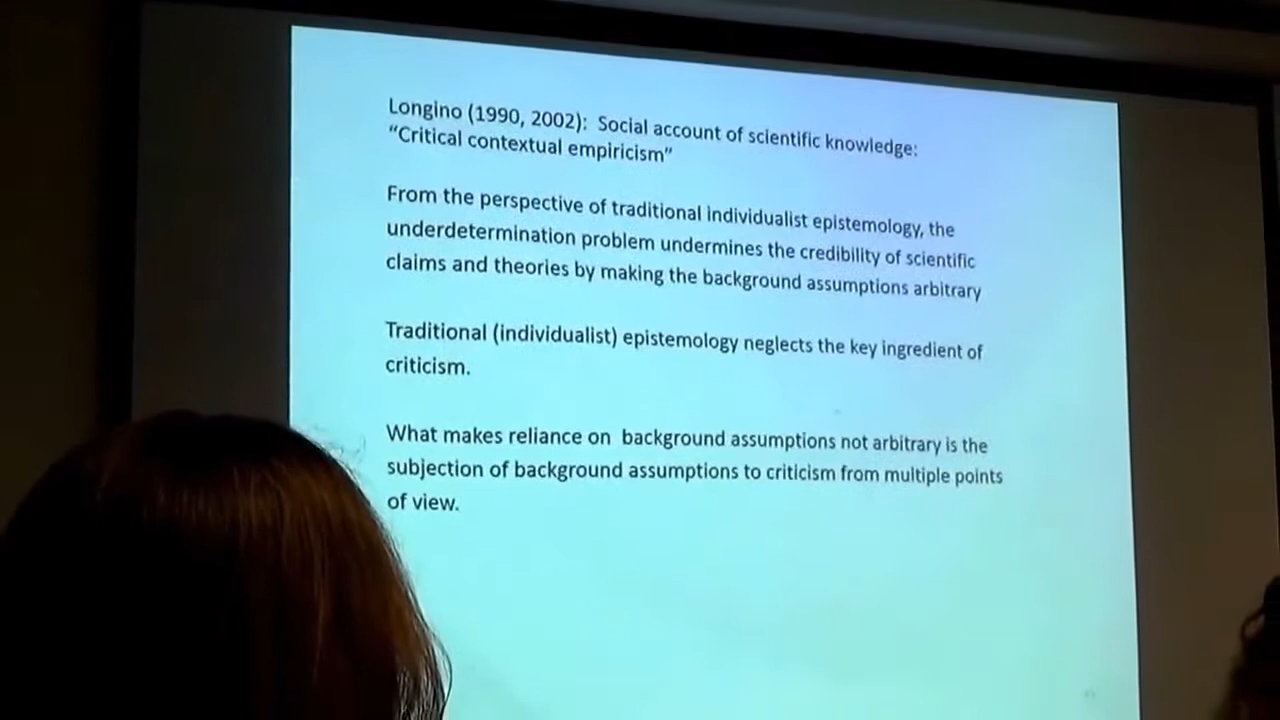 Longino (1990, 2002):  Social account of scientific knowledge:
“Critical contextual empiricism”
From the perspective of traditional individualist epistemology, the
underdetermination problem undermines the credibility of scientific
claims and theories by making the background assumptions arbitrary
Traditional (individualist) epistemology neglects the key ingredient of
criticism.
What makes reliance on  background assumptions not arbitrary is the
subjection of background assumptions to criticism from multiple points
of view.